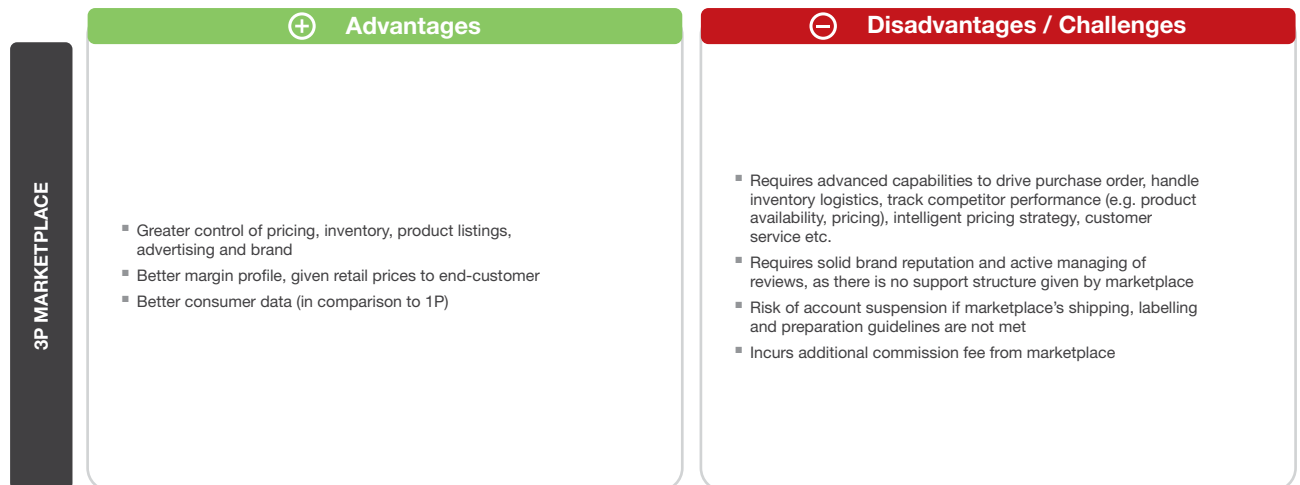 Advantages
Disadvantages / Challenges
3P MARKETPLACE
Greater control of pricing, inventory, product listings,
advertising and brand
Better margin profile, given retail prices to end-customer
Better consumer data (in comparison to 1P)
Requires advanced capabilities to drive purchase order, handle
inventory logistics, track competitor performance (e.g. product
availability, pricing), intelligent pricing strategy, customer
service etc.
Requires solid brand reputation and active managing of
reviews, as there is no support structure given by marketplace
Risk of account suspension if marketplace's shipping, labelling
and preparation guidelines are not met
Incurs additional commission fee from marketplace